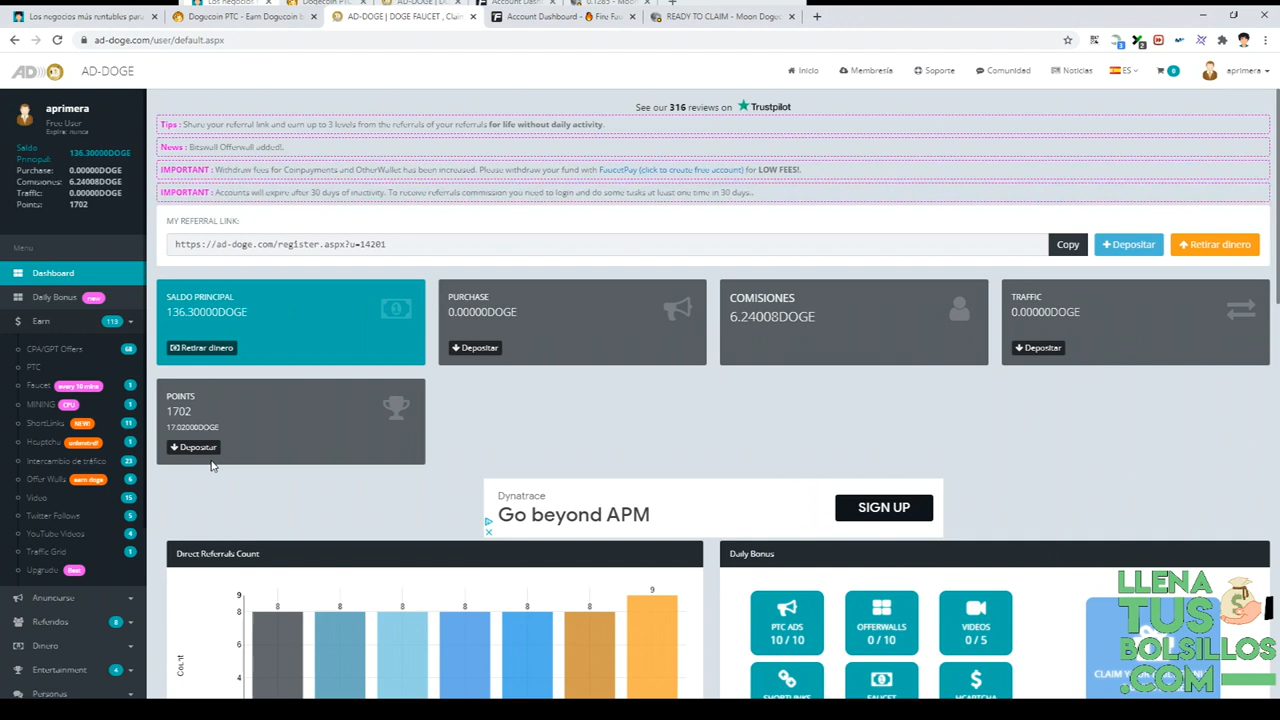 Los negocios más rentables para
Dogecoin PTC - Earn Dogecoin b
AD-DOGE | DOGE FAUCET , Claim
Account Dashboard - Fire Fau
READY TO CLAIM - Moon Dogec
ad-doge.com/user/default.aspx
AD
AD-DOGE
Inicio
Membresía
Soporte
Comunidad
Noticias
ES
0
aprimera
aprimera
Free User
Expira: nunca
Saldo Principal: 136.30000DOGE
Purchase: 0.00000DOGE
Comisiones: 6.24008DOGE
Traffic: 0.00000DOGE
Points: 1702
Menu
Dashboard
Daily Bonus new
Earn 113
CPA/GPT Offers 68
PTC
Faucet every 10 mins 1
MINING CPU 1
ShortLinks NEW! 11
Hcaptcha unlimited! 1
Intercambio de tráfico 23
Offer Walls earn doge 6
Video 15
Twitter Follows 5
YouTube Videos 4
Traffic Grid 1
Upgrade Best
Anunciarse
Referidos 8
Dinero
Entertainment 4
Personas
See our 316 reviews on Trustpilot
Tips : Share your referral link and earn up to 3 levels from the referrals of your referrals for life without daily activity.
News : Bitswall Offerwall added!.
IMPORTANT : Withdraw fees for Coinpayments and OtherWallet has been increased. Please withdraw your fund with FaucetPay (click to create free account) for LOW FEES!.
IMPORTANT : Accounts will expire after 30 days of inactivity. To receive referrals commission you need to login and do some tasks at least one time in 30 days..
MY REFERRAL LINK:
https://ad-doge.com/register.aspx?u=14201
Copy
Depositar
Retirar dinero
SALDO PRINCIPAL
136.30000DOGE
Retirar dinero
PURCHASE
0.00000DOGE
Depositar
COMISIONES
6.24008DOGE
TRAFFIC
0.00000DOGE
Depositar
POINTS
1702
17.02000DOGE
Depositar
Dynatrace
Go beyond APM
SIGN UP
Direct Referrals Count
9
8
6
4
Count
8
8
8
8
8
8
9
Daily Bonus
PTC ADS
10 / 10
OFFERWALLS
0 / 10
VIDEOS
0 / 5
SHORTLINKS
FAUCET
HCAPTCHA
LLENA
TUS
BOLSILLOS
.COM